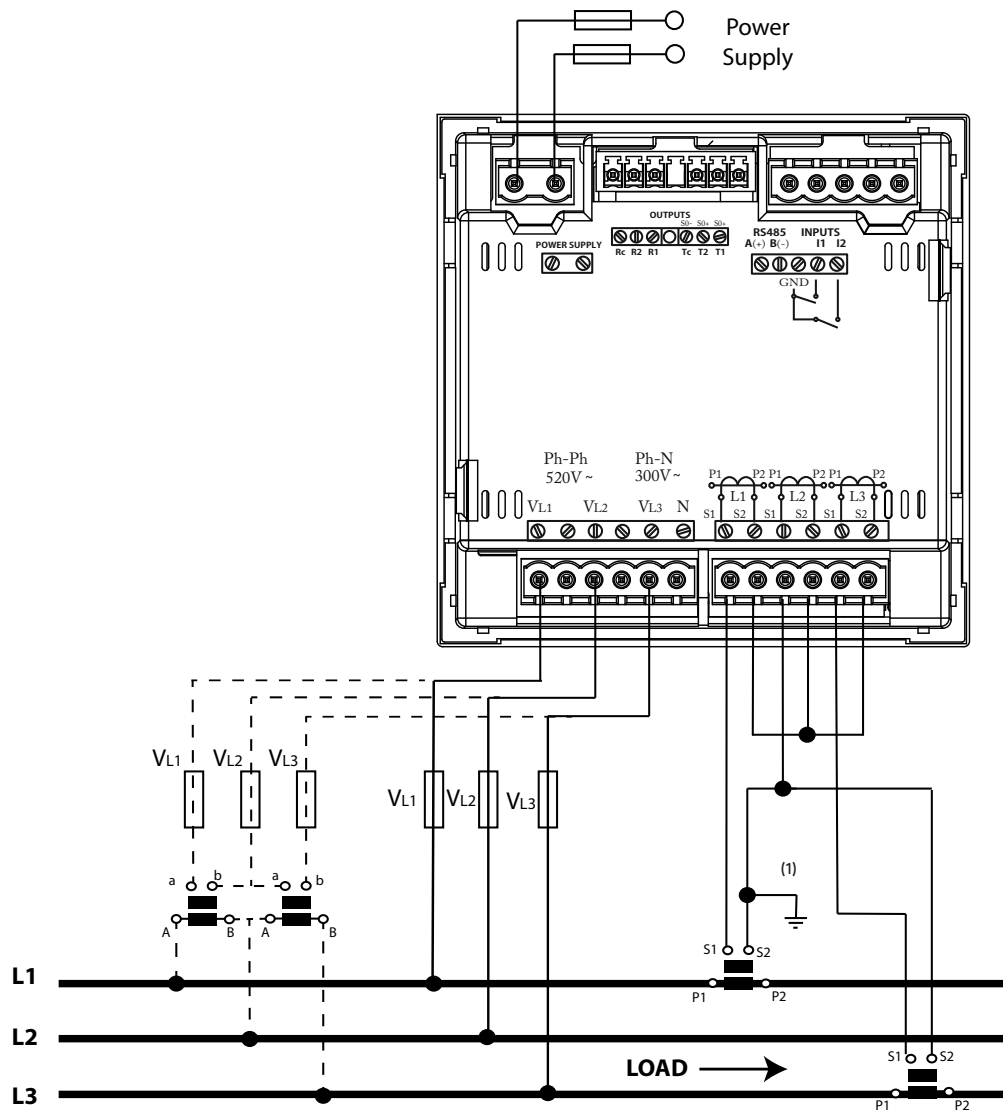 Power
Supply
OUTPUTS
S0- S0+ S0+
Rc R2 R1 Tc T2 T1
POWER SUPPLY
RS485 INPUTS
A(+) B(-) I1 I2
GND
Ph-Ph Ph-N
520V ~ 300V ~
VL1 VL2 VL3 N
P1 P2 P1 P2 P1 P2
L1 L2 L3
S1 S2 S1 S2 S1 S2
VL1 VL2 VL3
VL1 VL2 VL3
a b a b
A B A B
(1)
S1 S2
P1 P2
L1
L2
LOAD
S1 S2
P1 P2
L3